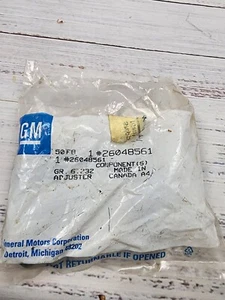 GM
50FB 1 #26048561
1 #26048561
COMPONENT(S)
GR. 6.732 MADE IN
ADJUSTER CANADA A4/
eneral Motors Corporation
Detroit, Michigan 48202
RETURNABLE IF OPENED